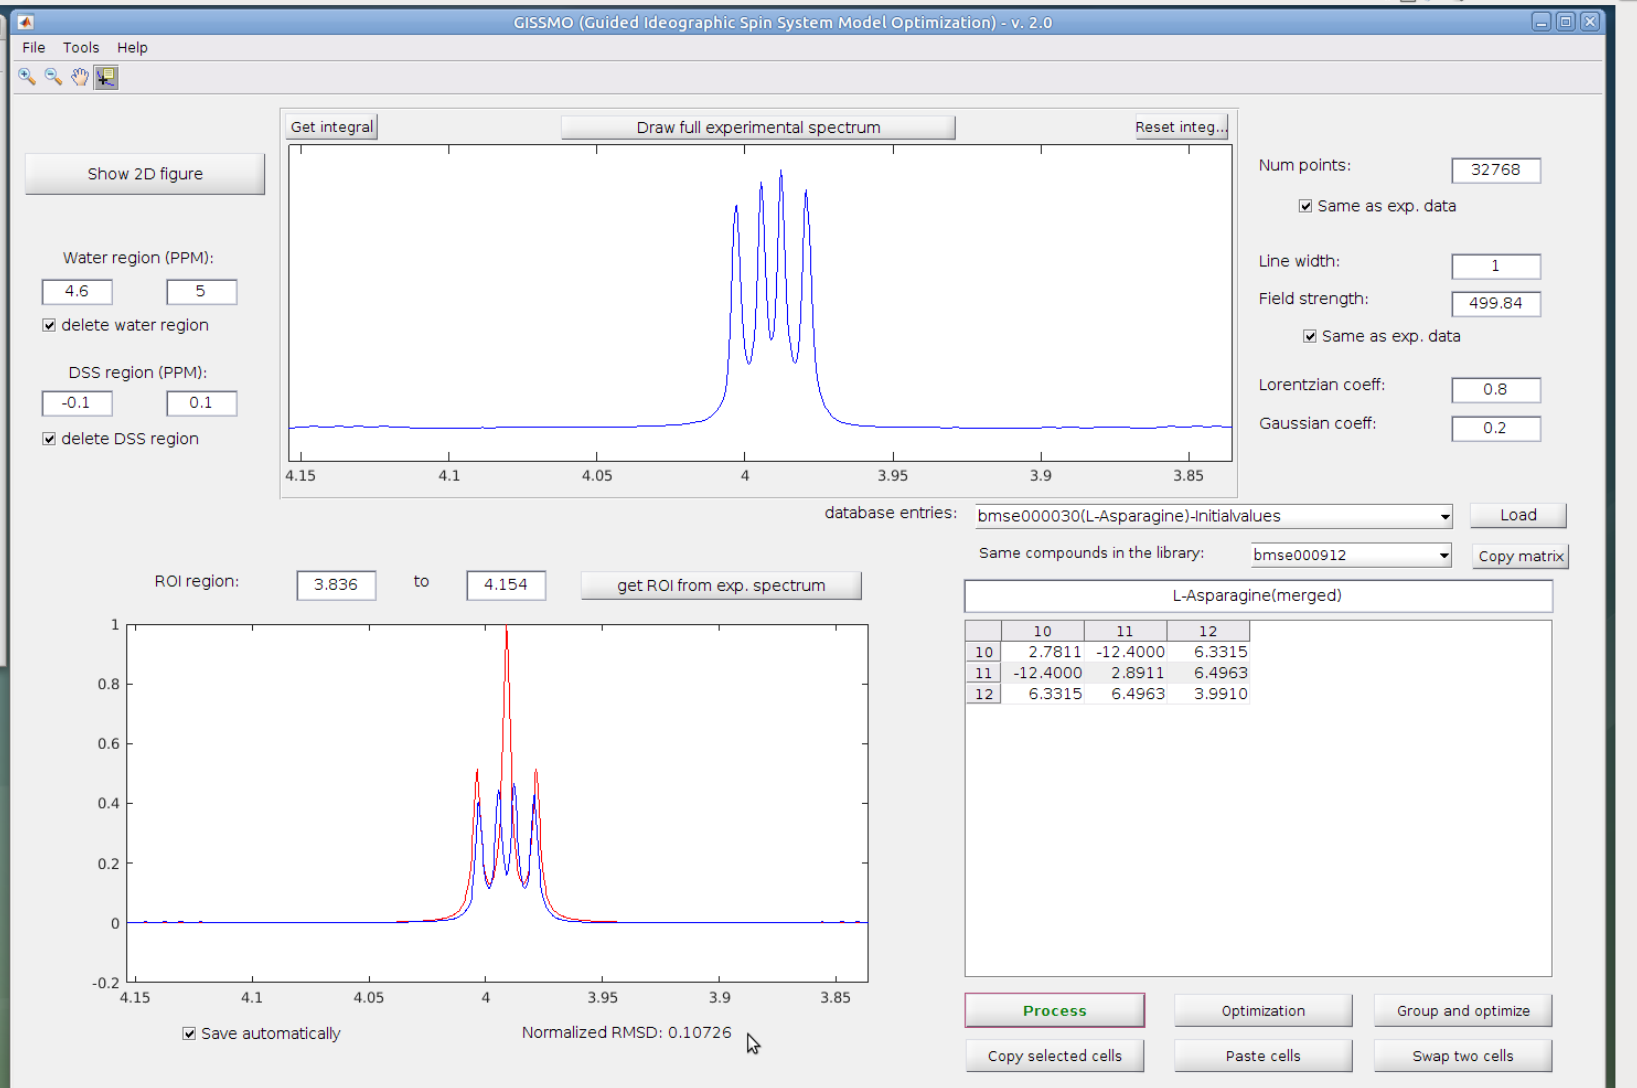 GISSMO (Guided Ideographic Spin System Model Optimization) - v. 2.0
File Tools Help
Get integral Draw full experimental spectrum Reset integ...
Show 2D figure
Water region (PPM):
4.6 5
delete water region
DSS region (PPM):
-0.1 0.1
delete DSS region
4.15 4.1 4.05 4 3.95 3.9 3.85
Num points: 32768
Same as exp. data
Line width: 1
Field strength: 499.84
Same as exp. data
Lorentzian coeff: 0.8
Gaussian coeff: 0.2
database entries: bmse000030(L-Asparagine)-Initialvalues Load
Same compounds in the library: bmse000912 Copy matrix
ROI region: 3.836 to 4.154 get ROI from exp. spectrum
L-Asparagine(merged)
10 11 12
10 2.7811 -12.4000 6.3315
11 -12.4000 2.8911 6.4963
12 6.3315 6.4963 3.9910
1
0.8
0.6
0.4
0.2
0
-0.2
4.15 4.1 4.05 4 3.95 3.9 3.85
Save automatically Normalized RMSD: 0.10726
Process Optimization Group and optimize
Copy selected cells Paste cells Swap two cells